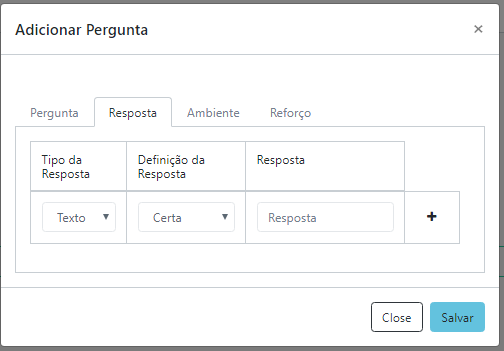 Adicionar Pergunta ×
Pergunta Resposta Ambiente Reforço
Tipo da Resposta Definição da Resposta Resposta
Texto Certa Resposta +
Close Salvar